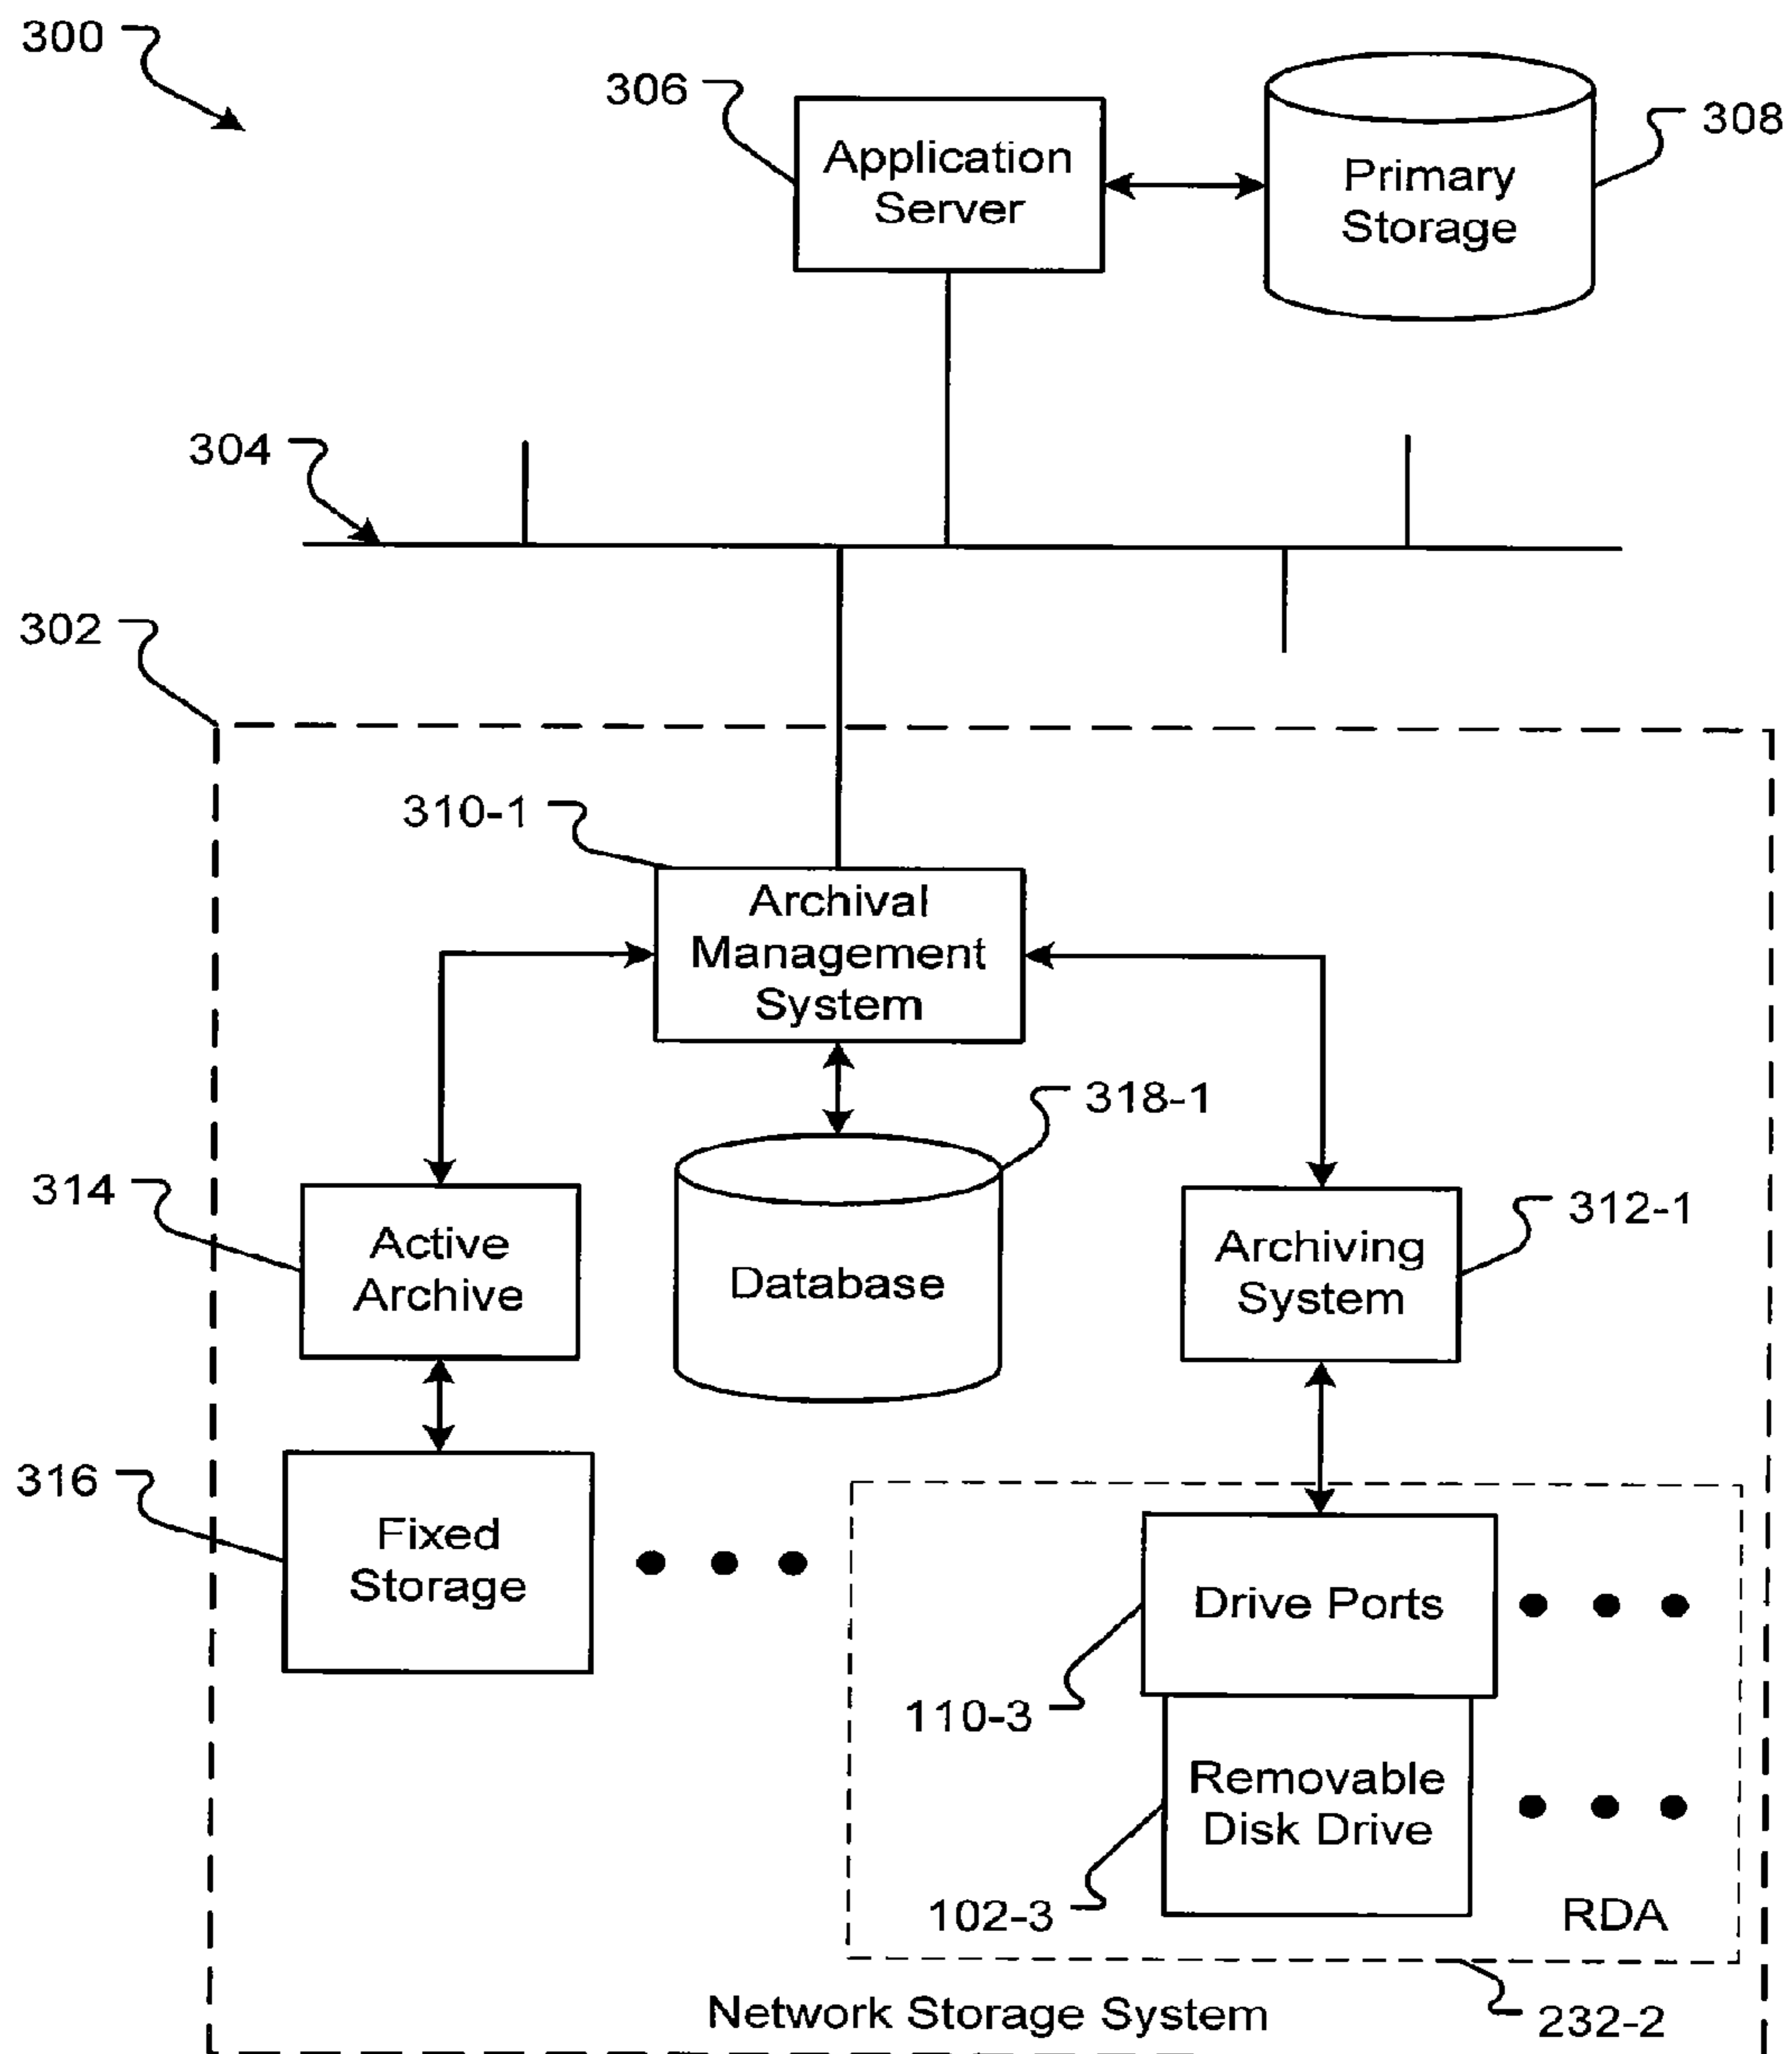 300
306
Application
Server
Primary
Storage
308
304
302
310-1
Archival
Management
System
318-1
314
Active
Archive
Database
Archiving
System
312-1
316
Fixed
Storage
Drive Ports
110-3
Removable
Disk Drive
102-3
RDA
Network Storage System
232-2